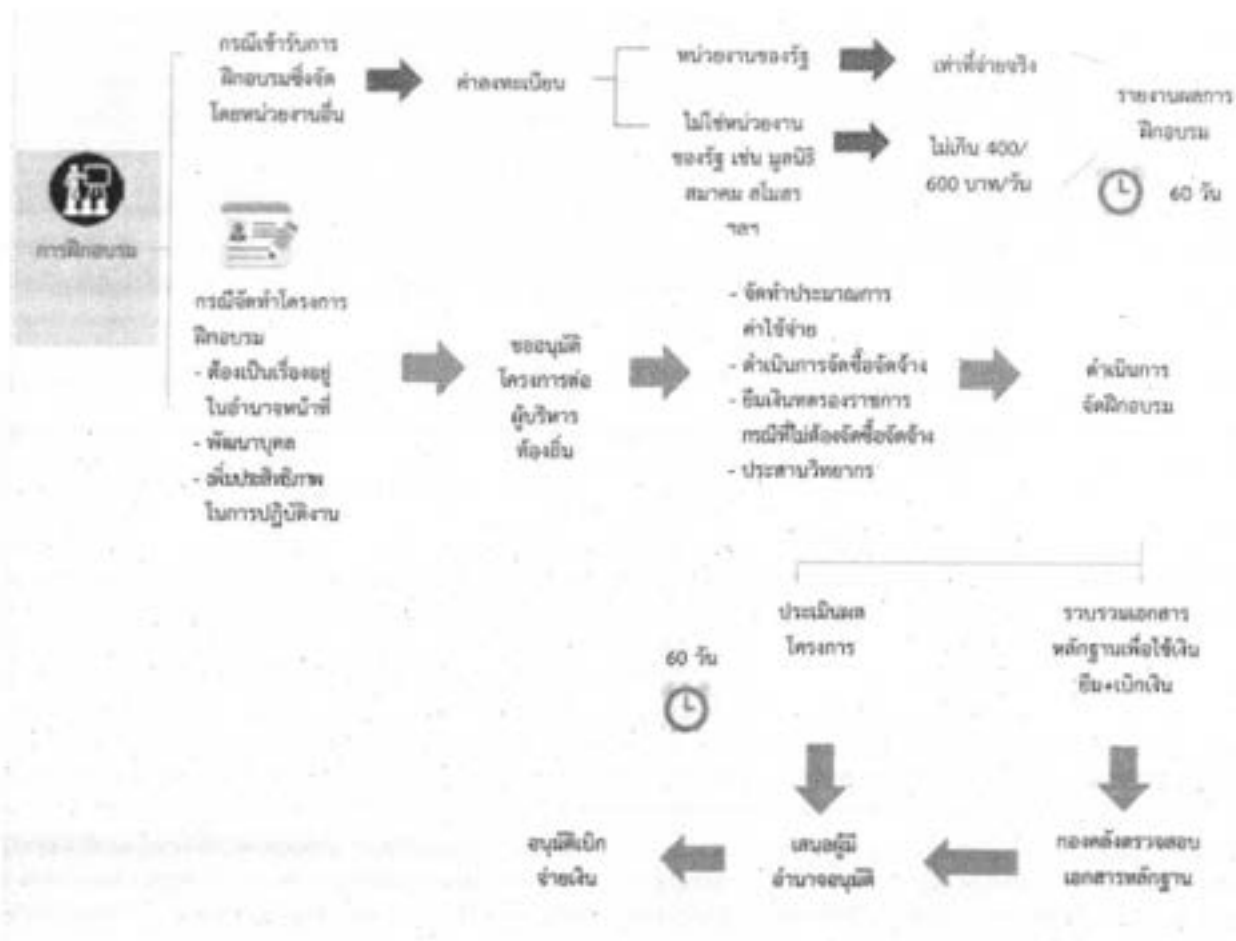 การฝึกอบรม
กรณีเข้ารับการ
ฝึกอบรมซึ่งจัด
โดยหน่วยงานอื่น
ค่าลงทะเบียน
หน่วยงานของรัฐ
เท่าที่จ่ายจริง
ไม่ใช่หน่วยงาน
ของรัฐ เช่น มูลนิธิ
สมาคม สโมสร
ฯลฯ
ไม่เกิน 400/
600 บาท/วัน
รายงานผลการ
ฝึกอบรม
60 วัน
กรณีจัดทำโครงการ
ฝึกอบรม
- ต้องเป็นเรื่องอยู่
ในอำนาจหน้าที่
- พัฒนาบุคคล
- เพิ่มประสิทธิภาพ
ในการปฏิบัติงาน
ขออนุมัติ
โครงการต่อ
ผู้บริหาร
ท้องถิ่น
- จัดทำประมาณการ
ค่าใช้จ่าย
- ดำเนินการจัดซื้อจัดจ้าง
- ยืมเงินทดรองราชการ
กรณีที่ไม่ต้องจัดซื้อจัดจ้าง
- ประสานวิทยากร
ดำเนินการ
จัดฝึกอบรม
ประเมินผล
โครงการ
60 วัน
รวบรวมเอกสาร
หลักฐานเพื่อใช้เงิน
ยืม+เบิกเงิน
กองคลังตรวจสอบ
เอกสารหลักฐาน
เสนอผู้มี
อำนาจอนุมัติ
อนุมัติเบิก
จ่ายเงิน